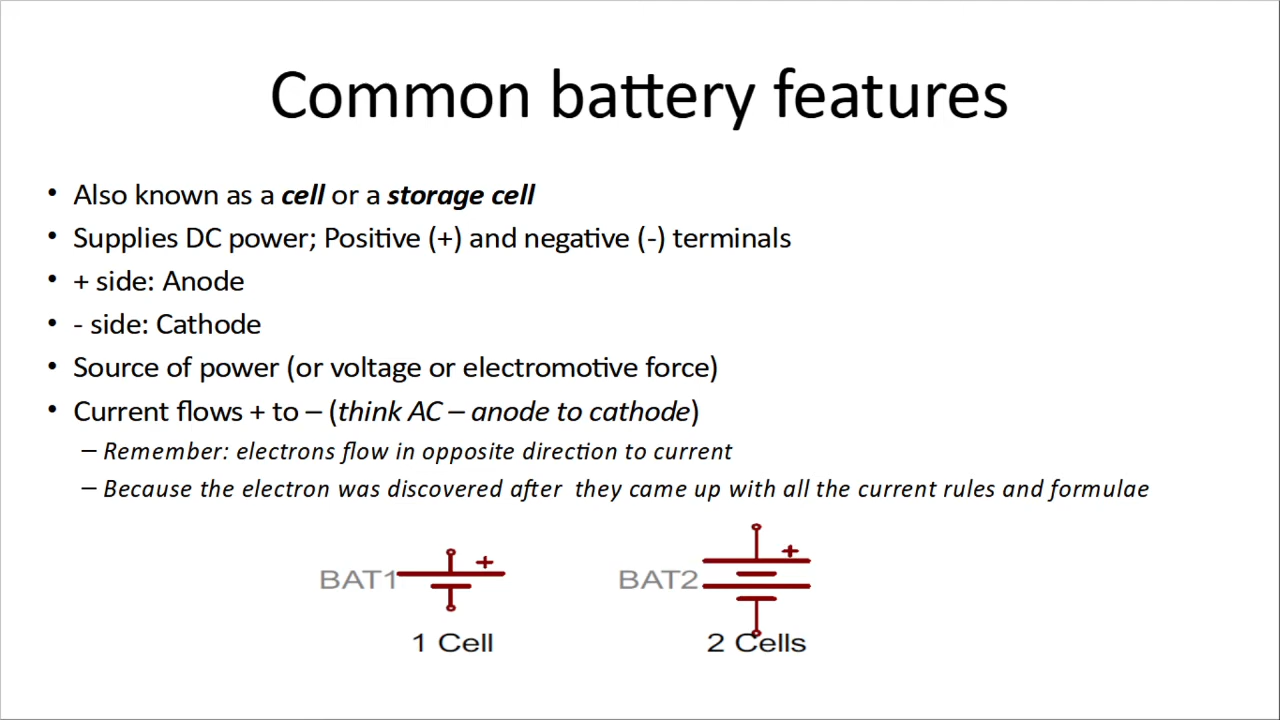 Common battery features
• Also known as a cell or a storage cell
• Supplies DC power; Positive (+) and negative (-) terminals
• + side: Anode
• - side: Cathode
• Source of power (or voltage or electromotive force)
• Current flows + to – (think AC – anode to cathode)
– Remember: electrons flow in opposite direction to current
– Because the electron was discovered after  they came up with all the current rules and formulae
+ +
BAT1 BAT2
1 Cell 2 Cells